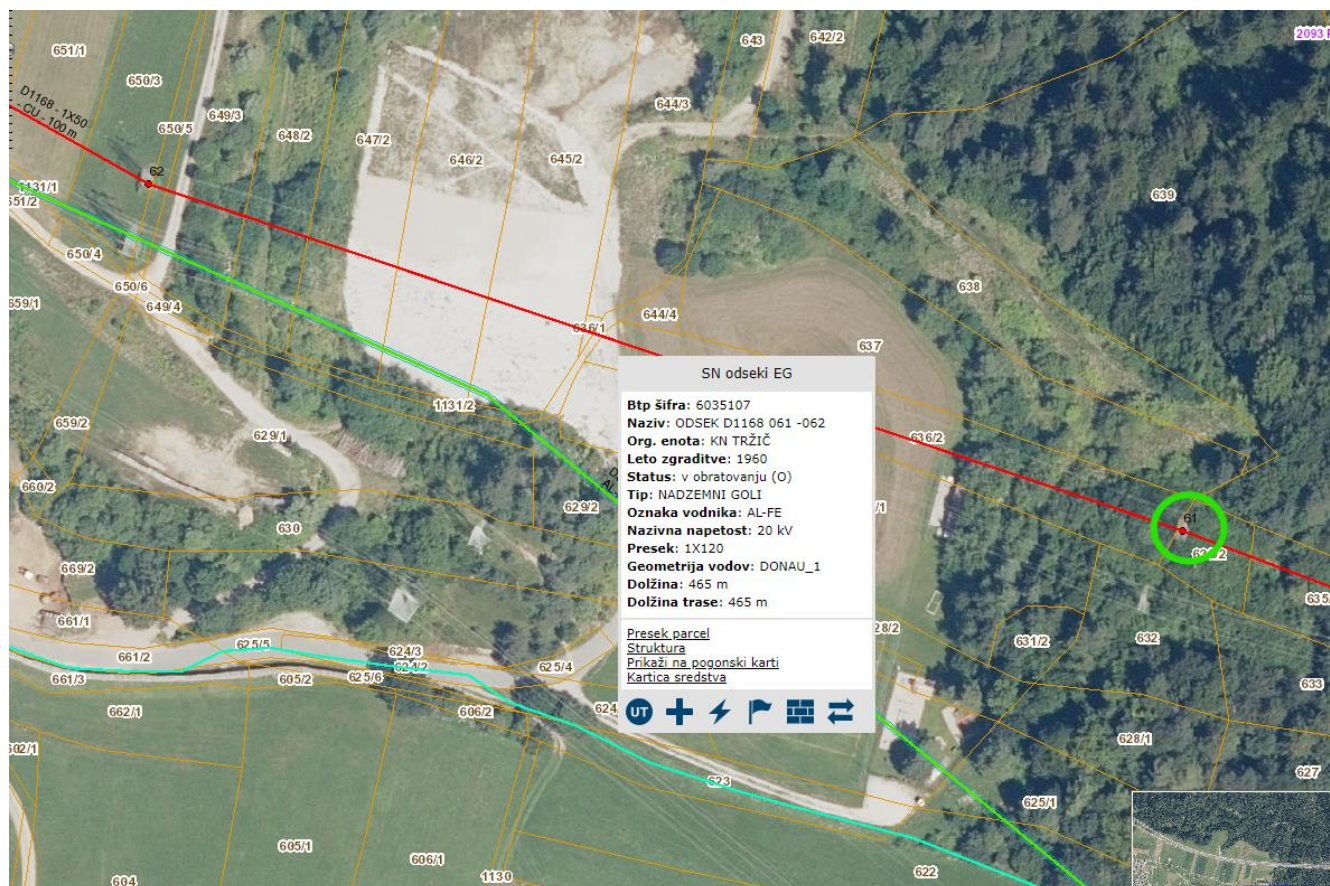 643
642/2
2093
651/1
650/3
644/3
D1168 - 1X50
- CU - 100 m
649/3
650/5
648/2
647/2
646/2
645/2
62
639
1131/1
651/2
650/4
650/6
649/4
659/1
638
636/1
644/4
637
SN odseki EG
Btp šifra: 6035107
Naziv: ODSEK D1168 061 -062
Org. enota: KN TRŽIČ
Leto zgraditve: 1960
Status: v obratovanju (O)
Tip: NADZEMNI GOLI
Oznaka vodnika: AL-FE
Nazivna napetost: 20 kV
Presek: 1X120
Geometrija vodov: DONAU_1
Dolžina: 465 m
Dolžina trase: 465 m
Presek parcel
Struktura
Prikaži na pogonski karti
Kartica sredstva
UT
1131/2
659/2
629/1
636/2
660/2
629/2
61
630
669/2
661/1
631/2
632
661/2
625/5
624/3
624/2
625/4
661/3
605/2
625/6
633
662/1
606/2
628/1
627
623
625/1
605/1
606/1
604
1130
622